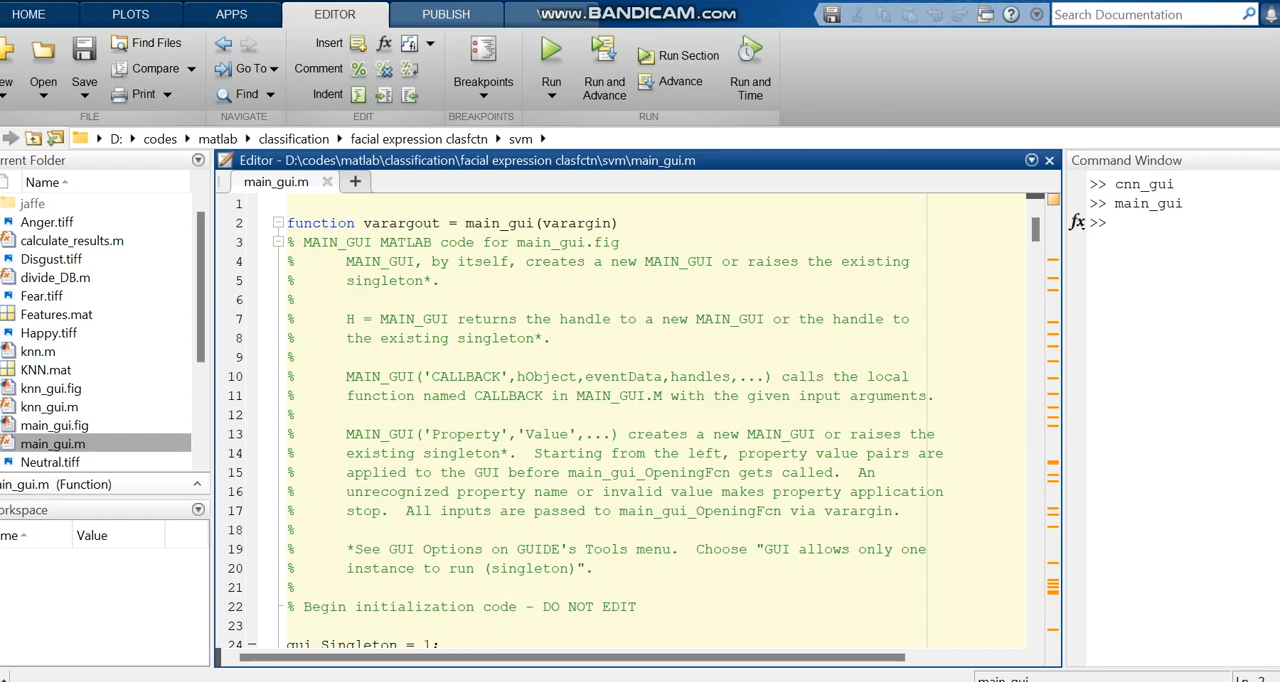 HOME PLOTS APPS EDITOR PUBLISH www.BANDICAM.com Search Documentation
Find Files Insert fx Run Section
Compare Go To Comment Advance
Open Save Print Find Indent Breakpoints Run Run and Advance Run and Time
FILE NAVIGATE EDIT BREAKPOINTS RUN
D: codes matlab classification facial expression clasfctn svm
rrent Folder
Name
jaffe
Anger.tiff
calculate_results.m
Disgust.tiff
divide_DB.m
Fear.tiff
Features.mat
Happy.tiff
knn.m
KNN.mat
knn_gui.fig
knn_gui.m
main_gui.fig
main_gui.m
Neutral.tiff
in_gui.m (Function)
orkspace
me Value
Editor - D:\codes\matlab\classification\facial expression clasfctn\svm\main_gui.m
main_gui.m
1
2 function varargout = main_gui(varargin)
3 % MAIN_GUI MATLAB code for main_gui.fig
4 % MAIN_GUI, by itself, creates a new MAIN_GUI or raises the existing
5 % singleton*.
6 %
7 % H = MAIN_GUI returns the handle to a new MAIN_GUI or the handle to
8 % the existing singleton*.
9 %
10 % MAIN_GUI('CALLBACK',hObject,eventData,handles,...) calls the local
11 % function named CALLBACK in MAIN_GUI.M with the given input arguments.
12 %
13 % MAIN_GUI('Property','Value',...) creates a new MAIN_GUI or raises the
14 % existing singleton*.  Starting from the left, property value pairs are
15 % applied to the GUI before main_gui_OpeningFcn gets called.  An
16 % unrecognized property name or invalid value makes property application
17 % stop.  All inputs are passed to main_gui_OpeningFcn via varargin.
18 %
19 % *See GUI Options on GUIDE's Tools menu.  Choose "GUI allows only one
20 % instance to run (singleton)".
21 %
22 % Begin initialization code - DO NOT EDIT
23
24 gui_Singleton = 1;
Command Window
>> cnn_gui
>> main_gui
fx >>
main_gui